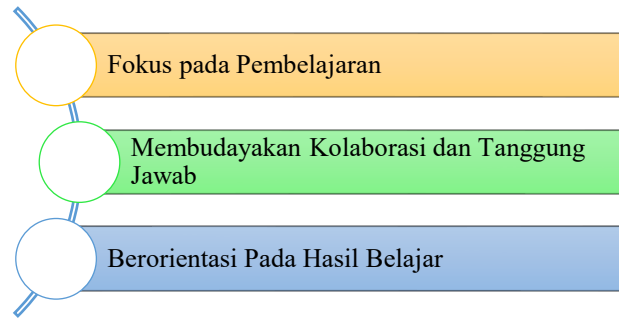 Fokus pada Pembelajaran
Membudayakan Kolaborasi dan Tanggung
Jawab
Berorientasi Pada Hasil Belajar